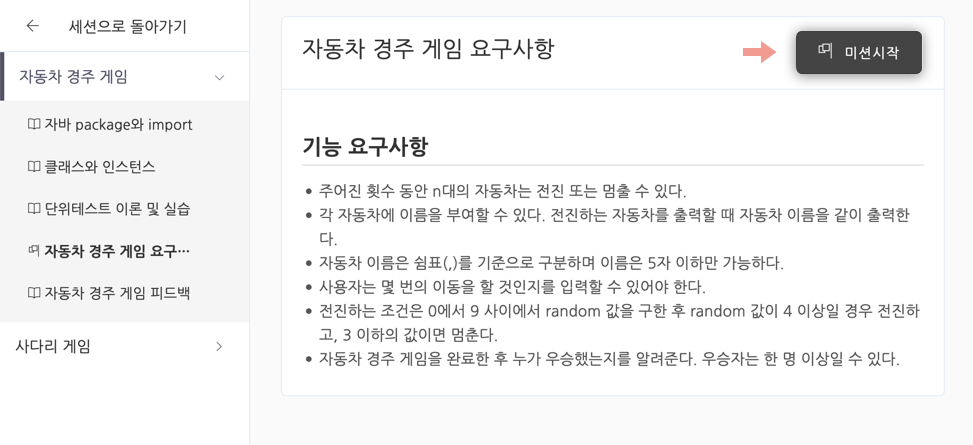 세션으로 돌아가기
자동차 경주 게임
자바 package와 import
클래스와 인스턴스
단위테스트 이론 및 실습
자동차 경주 게임 요구···
자동차 경주 게임 피드백
사다리 게임
자동차 경주 게임 요구사항
미션시작
기능 요구사항
주어진 횟수 동안 n대의 자동차는 전진 또는 멈출 수 있다.
각 자동차에 이름을 부여할 수 있다. 전진하는 자동차를 출력할 때 자동차 이름을 같이 출력한
다.
자동차 이름은 쉼표(,)를 기준으로 구분하며 이름은 5자 이하만 가능하다.
사용자는 몇 번의 이동을 할 것인지를 입력할 수 있어야 한다.
전진하는 조건은 0에서 9 사이에서 random 값을 구한 후 random 값이 4 이상일 경우 전진하
고, 3 이하의 값이면 멈춘다.
자동차 경주 게임을 완료한 후 누가 우승했는지를 알려준다. 우승자는 한 명 이상일 수 있다.